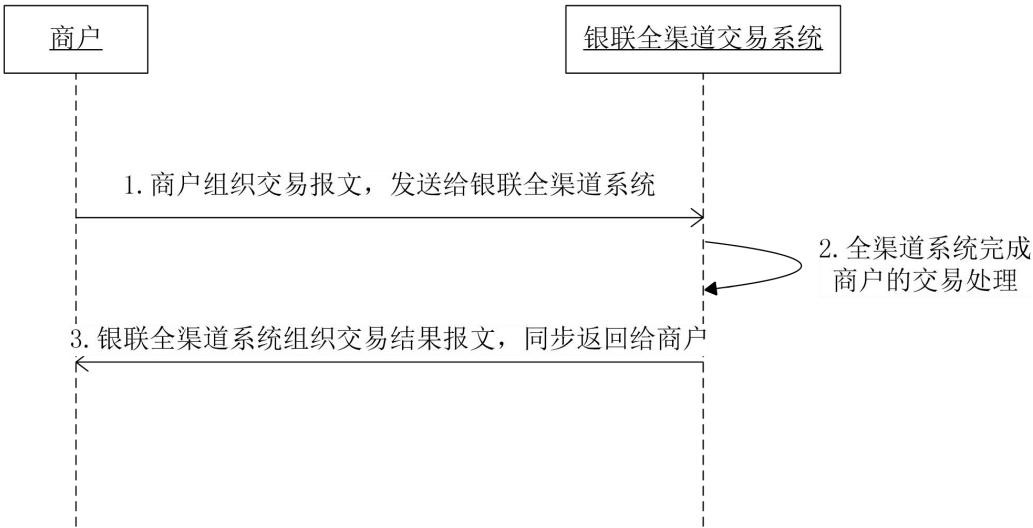 商户
银联全渠道交易系统
1.商户组织交易报文，发送给银联全渠道系统
2.全渠道系统完成
商户的交易处理
3.银联全渠道系统组织交易结果报文，同步返回给商户